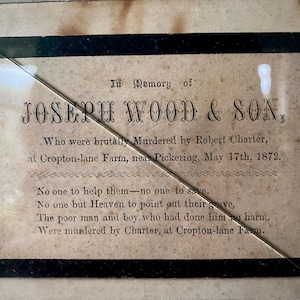 In Memory of
JOSEPH WOOD & SON,
Who were brutally Murdered by Robert Charter,
at Cropton-lane Farm, near Pickering, May 17th, 1872.
No one to help them—no one to save,
No one but Heaven to point out their grave,
The poor man and boy who had done him no harm,
Were murdered by Charter, at Cropton-lane Farm.